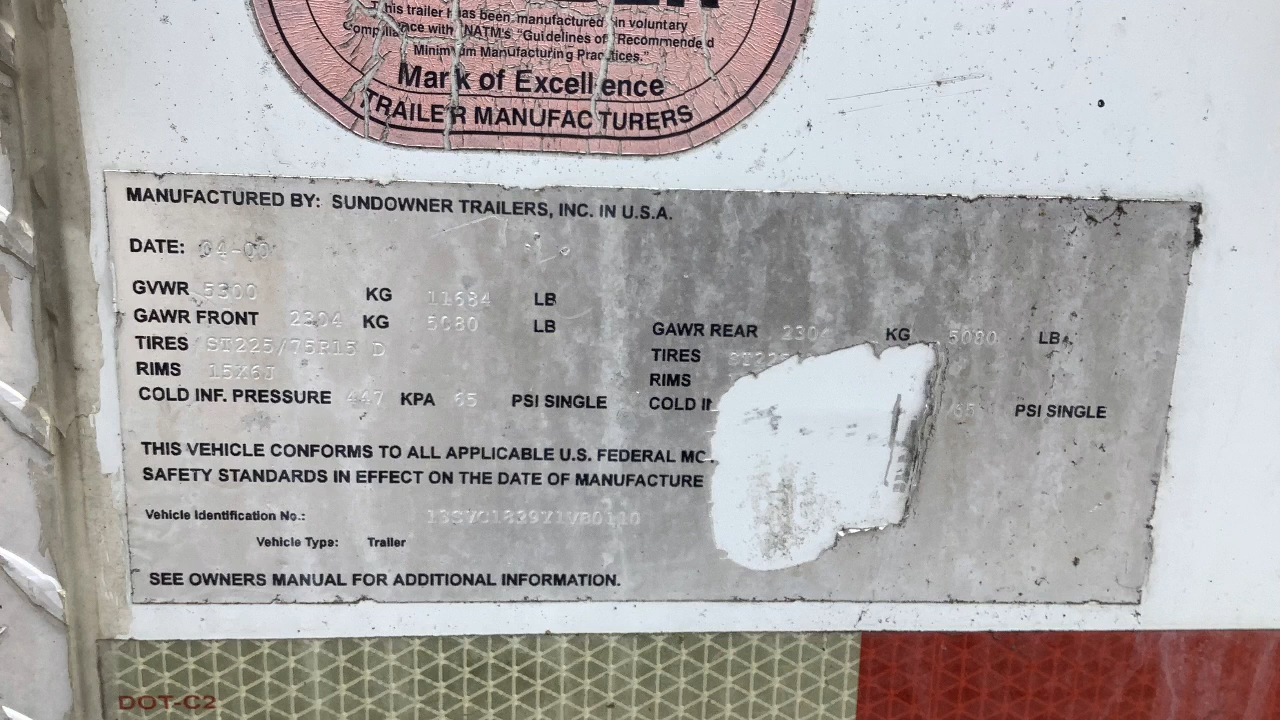 This trailer has been manufactured in voluntary
Compliance with NATM's "Guidelines of Recommended
Minimum Manufacturing Practices."
Mark of Excellence
TRAILER MANUFACTURERS
MANUFACTURED BY: SUNDOWNER TRAILERS, INC. IN U.S.A.
DATE: 04-00
GVWR 5300 KG 11684 LB
GAWR FRONT 2304 KG 5080 LB GAWR REAR 2304 KG 5080 LB
TIRES ST225/75R15 D TIRES
RIMS 15X6J RIMS
COLD INF. PRESSURE 447 KPA 65 PSI SINGLE COLD 65 PSI SINGLE
THIS VEHICLE CONFORMS TO ALL APPLICABLE U.S. FEDERAL
SAFETY STANDARDS IN EFFECT ON THE DATE OF MANUFACTURE
Vehicle Identification No.:
Vehicle Type: Trailer
SEE OWNERS MANUAL FOR ADDITIONAL INFORMATION.
DOT-C2